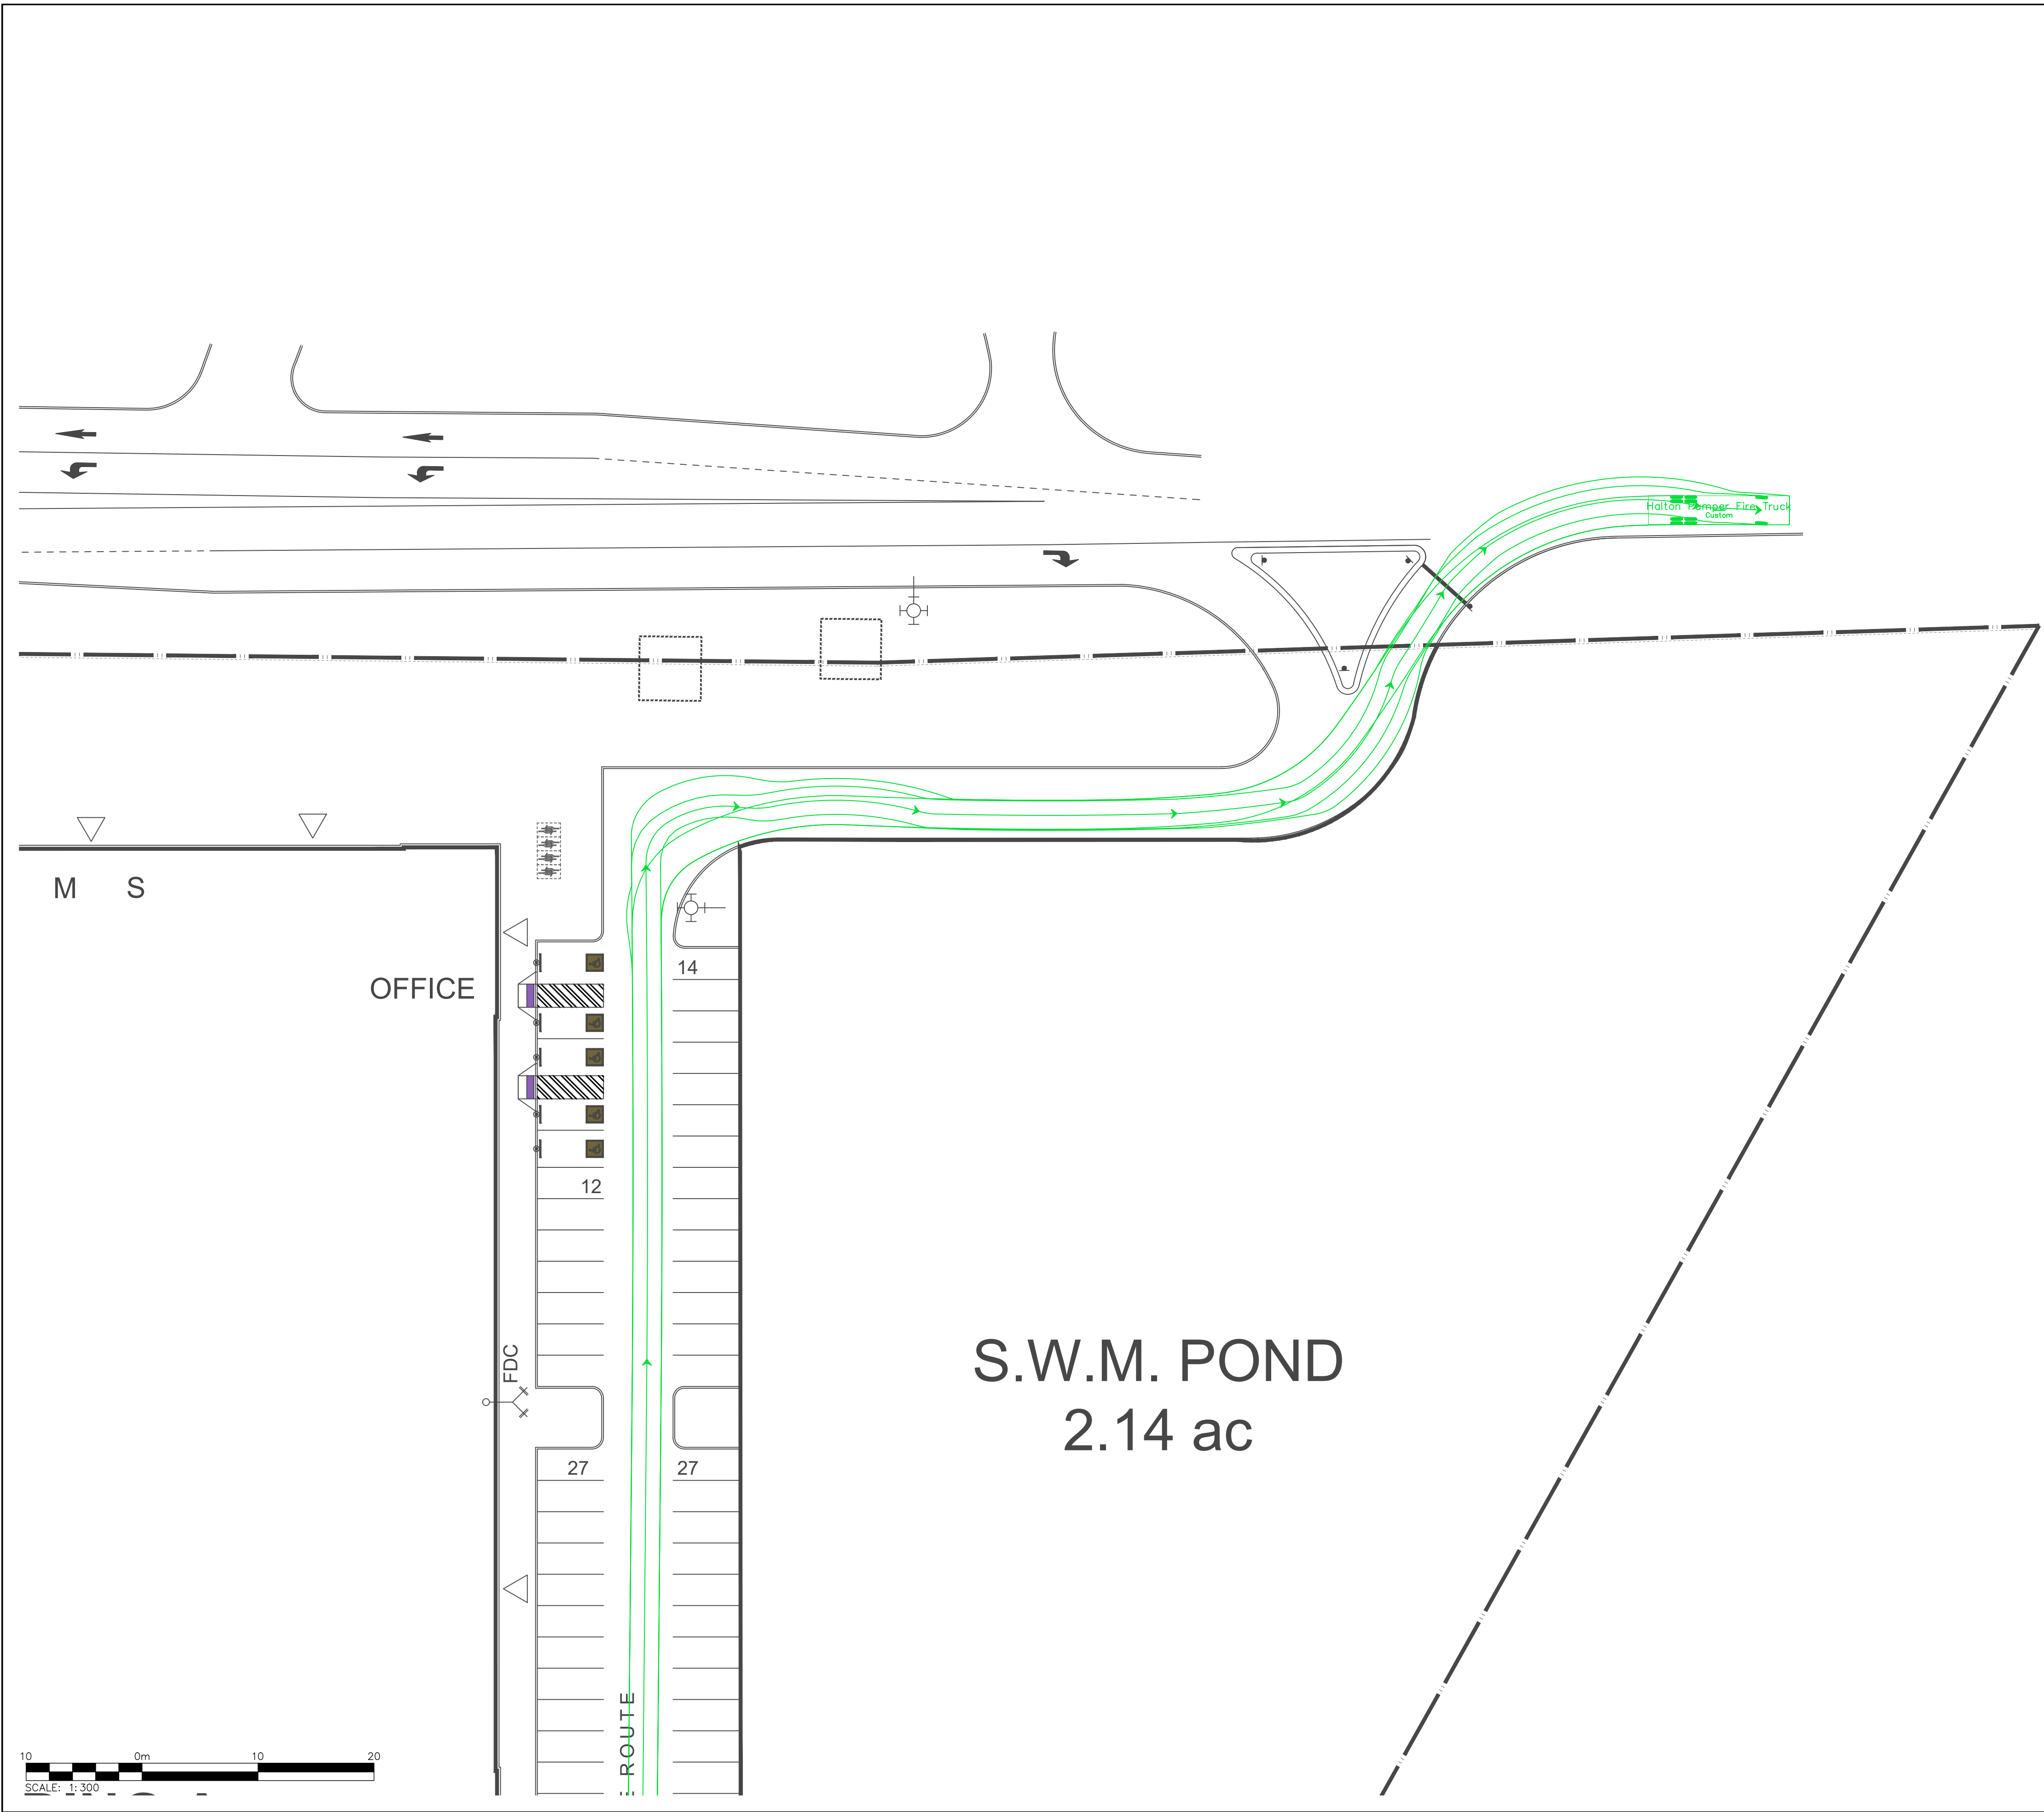 Halton Pumper Fire Truck
Custom
M S
OFFICE
14
12
FDC
S.W.M. POND
2.14 ac
27
27
ROUTE
10 0m 10 20
SCALE: 1:300